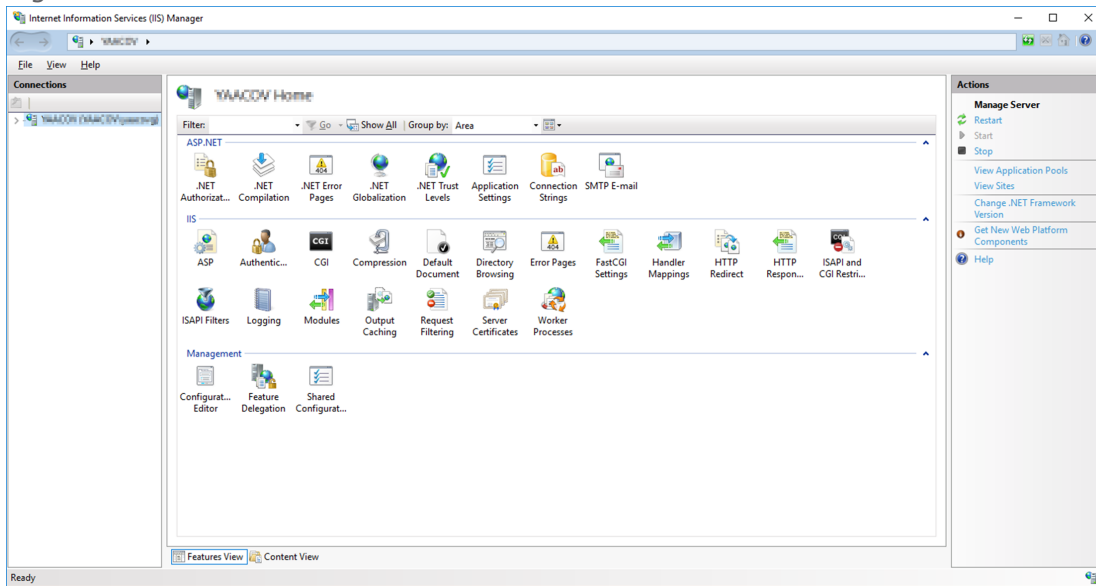 Internet Information Services (IIS) Manager
File View Help
Connections
Home
Filter: Go Show All Group by: Area
ASP.NET
.NET Authorizat...
.NET Compilation
.NET Error Pages
.NET Globalization
.NET Trust Levels
Application Settings
Connection Strings
SMTP E-mail
IIS
ASP
Authentic...
CGI
Compression
Default Document
Directory Browsing
Error Pages
FastCGI Settings
Handler Mappings
HTTP Redirect
HTTP Respon...
ISAPI and CGI Restri...
ISAPI Filters
Logging
Modules
Output Caching
Request Filtering
Server Certificates
Worker Processes
Management
Configurat... Editor
Feature Delegation
Shared Configurat...
Features View Content View
Actions
Manage Server
Restart
Start
Stop
View Application Pools
View Sites
Change .NET Framework
Version
Get New Web Platform
Components
Help
Ready